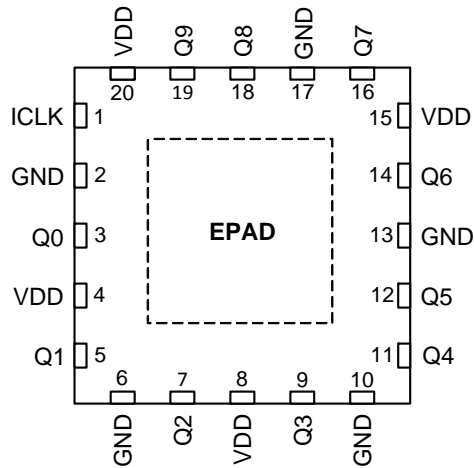 VDD Q9 Q8 GND Q7
20 19 18 17 16
ICLK 1 15 VDD
GND 2 14 Q6
Q0 3 EPAD 13 GND
VDD 4 12 Q5
Q1 5 11 Q4
6 7 8 9 10
GND Q2 VDD Q3 GND